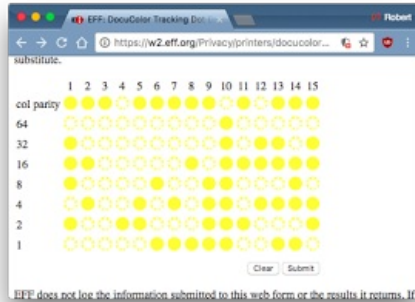 EFF: DocuColor Tracking Dot
Robert
https://w2.eff.org/Privacy/printers/docucolor...
substitute.
1 2 3 4 5 6 7 8 9 10 11 12 13 14 15
col parity
64
32
16
8
4
2
1
Clear Submit
EFF does not log the information submitted to this web form or the results it returns. If